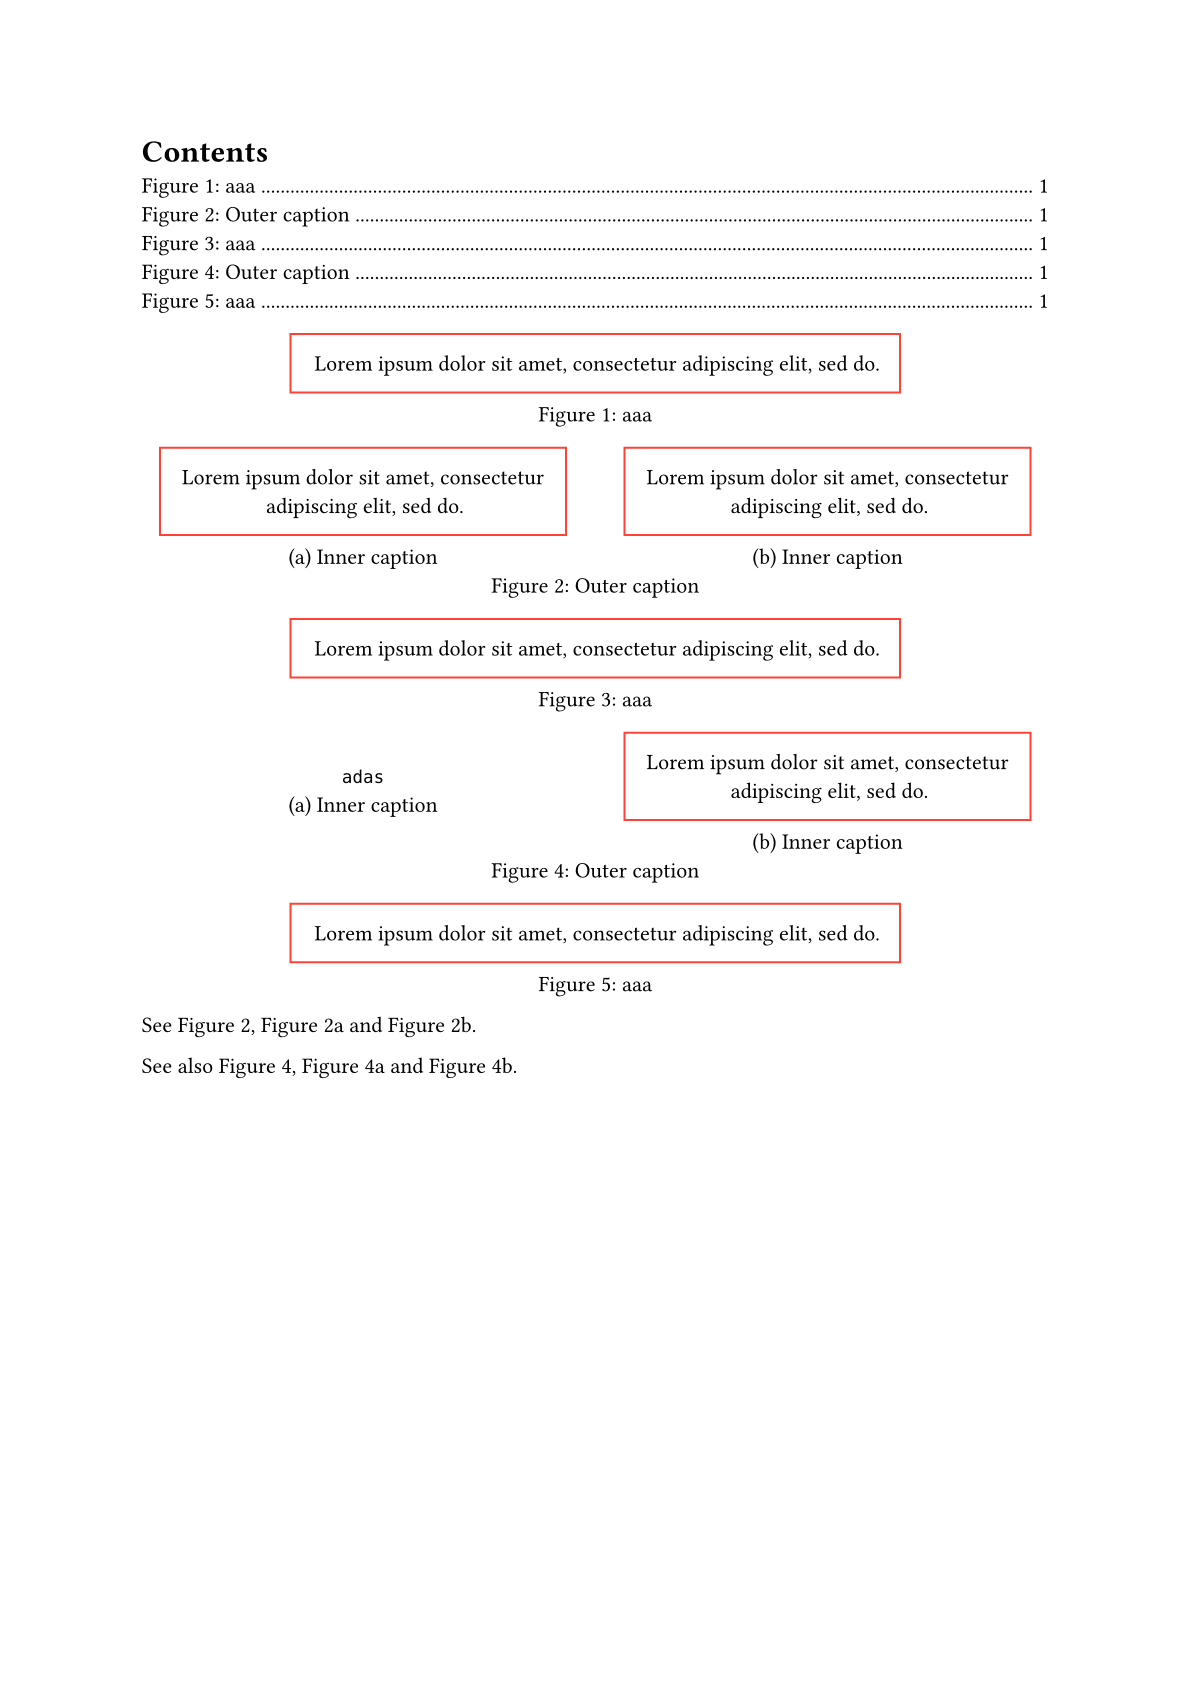 Contents
Figure 1: aaa ................................................................................................................................................................ 1
Figure 2: Outer caption ............................................................................................................................................ 1
Figure 3: aaa ................................................................................................................................................................ 1
Figure 4: Outer caption ............................................................................................................................................ 1
Figure 5: aaa ................................................................................................................................................................ 1
Lorem ipsum dolor sit amet, consectetur adipiscing elit, sed do.
Figure 1: aaa
Lorem ipsum dolor sit amet, consectetur
adipiscing elit, sed do.
(a) Inner caption
Lorem ipsum dolor sit amet, consectetur
adipiscing elit, sed do.
(b) Inner caption
Figure 2: Outer caption
Lorem ipsum dolor sit amet, consectetur adipiscing elit, sed do.
Figure 3: aaa
adas
(a) Inner caption
Lorem ipsum dolor sit amet, consectetur
adipiscing elit, sed do.
(b) Inner caption
Figure 4: Outer caption
Lorem ipsum dolor sit amet, consectetur adipiscing elit, sed do.
Figure 5: aaa
See Figure 2, Figure 2a and Figure 2b.
See also Figure 4, Figure 4a and Figure 4b.